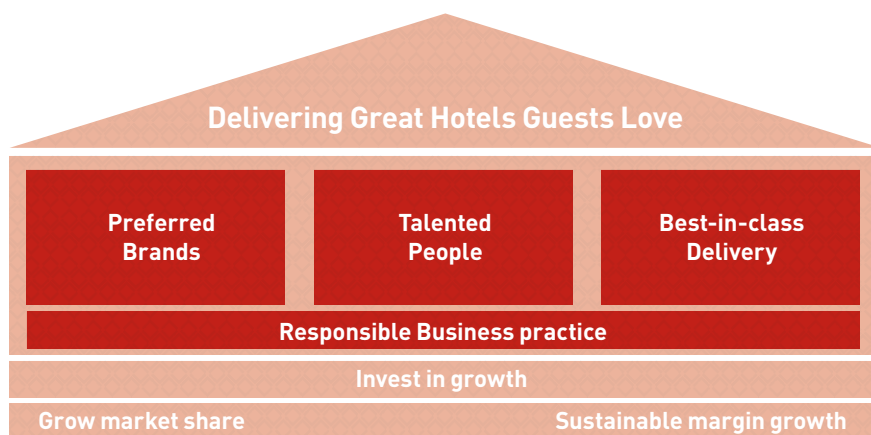 Delivering Great Hotels Guests Love
Preferred
Brands
Talented
People
Best-in-class
Delivery
Responsible Business practice
Invest in growth
Grow market share
Sustainable margin growth